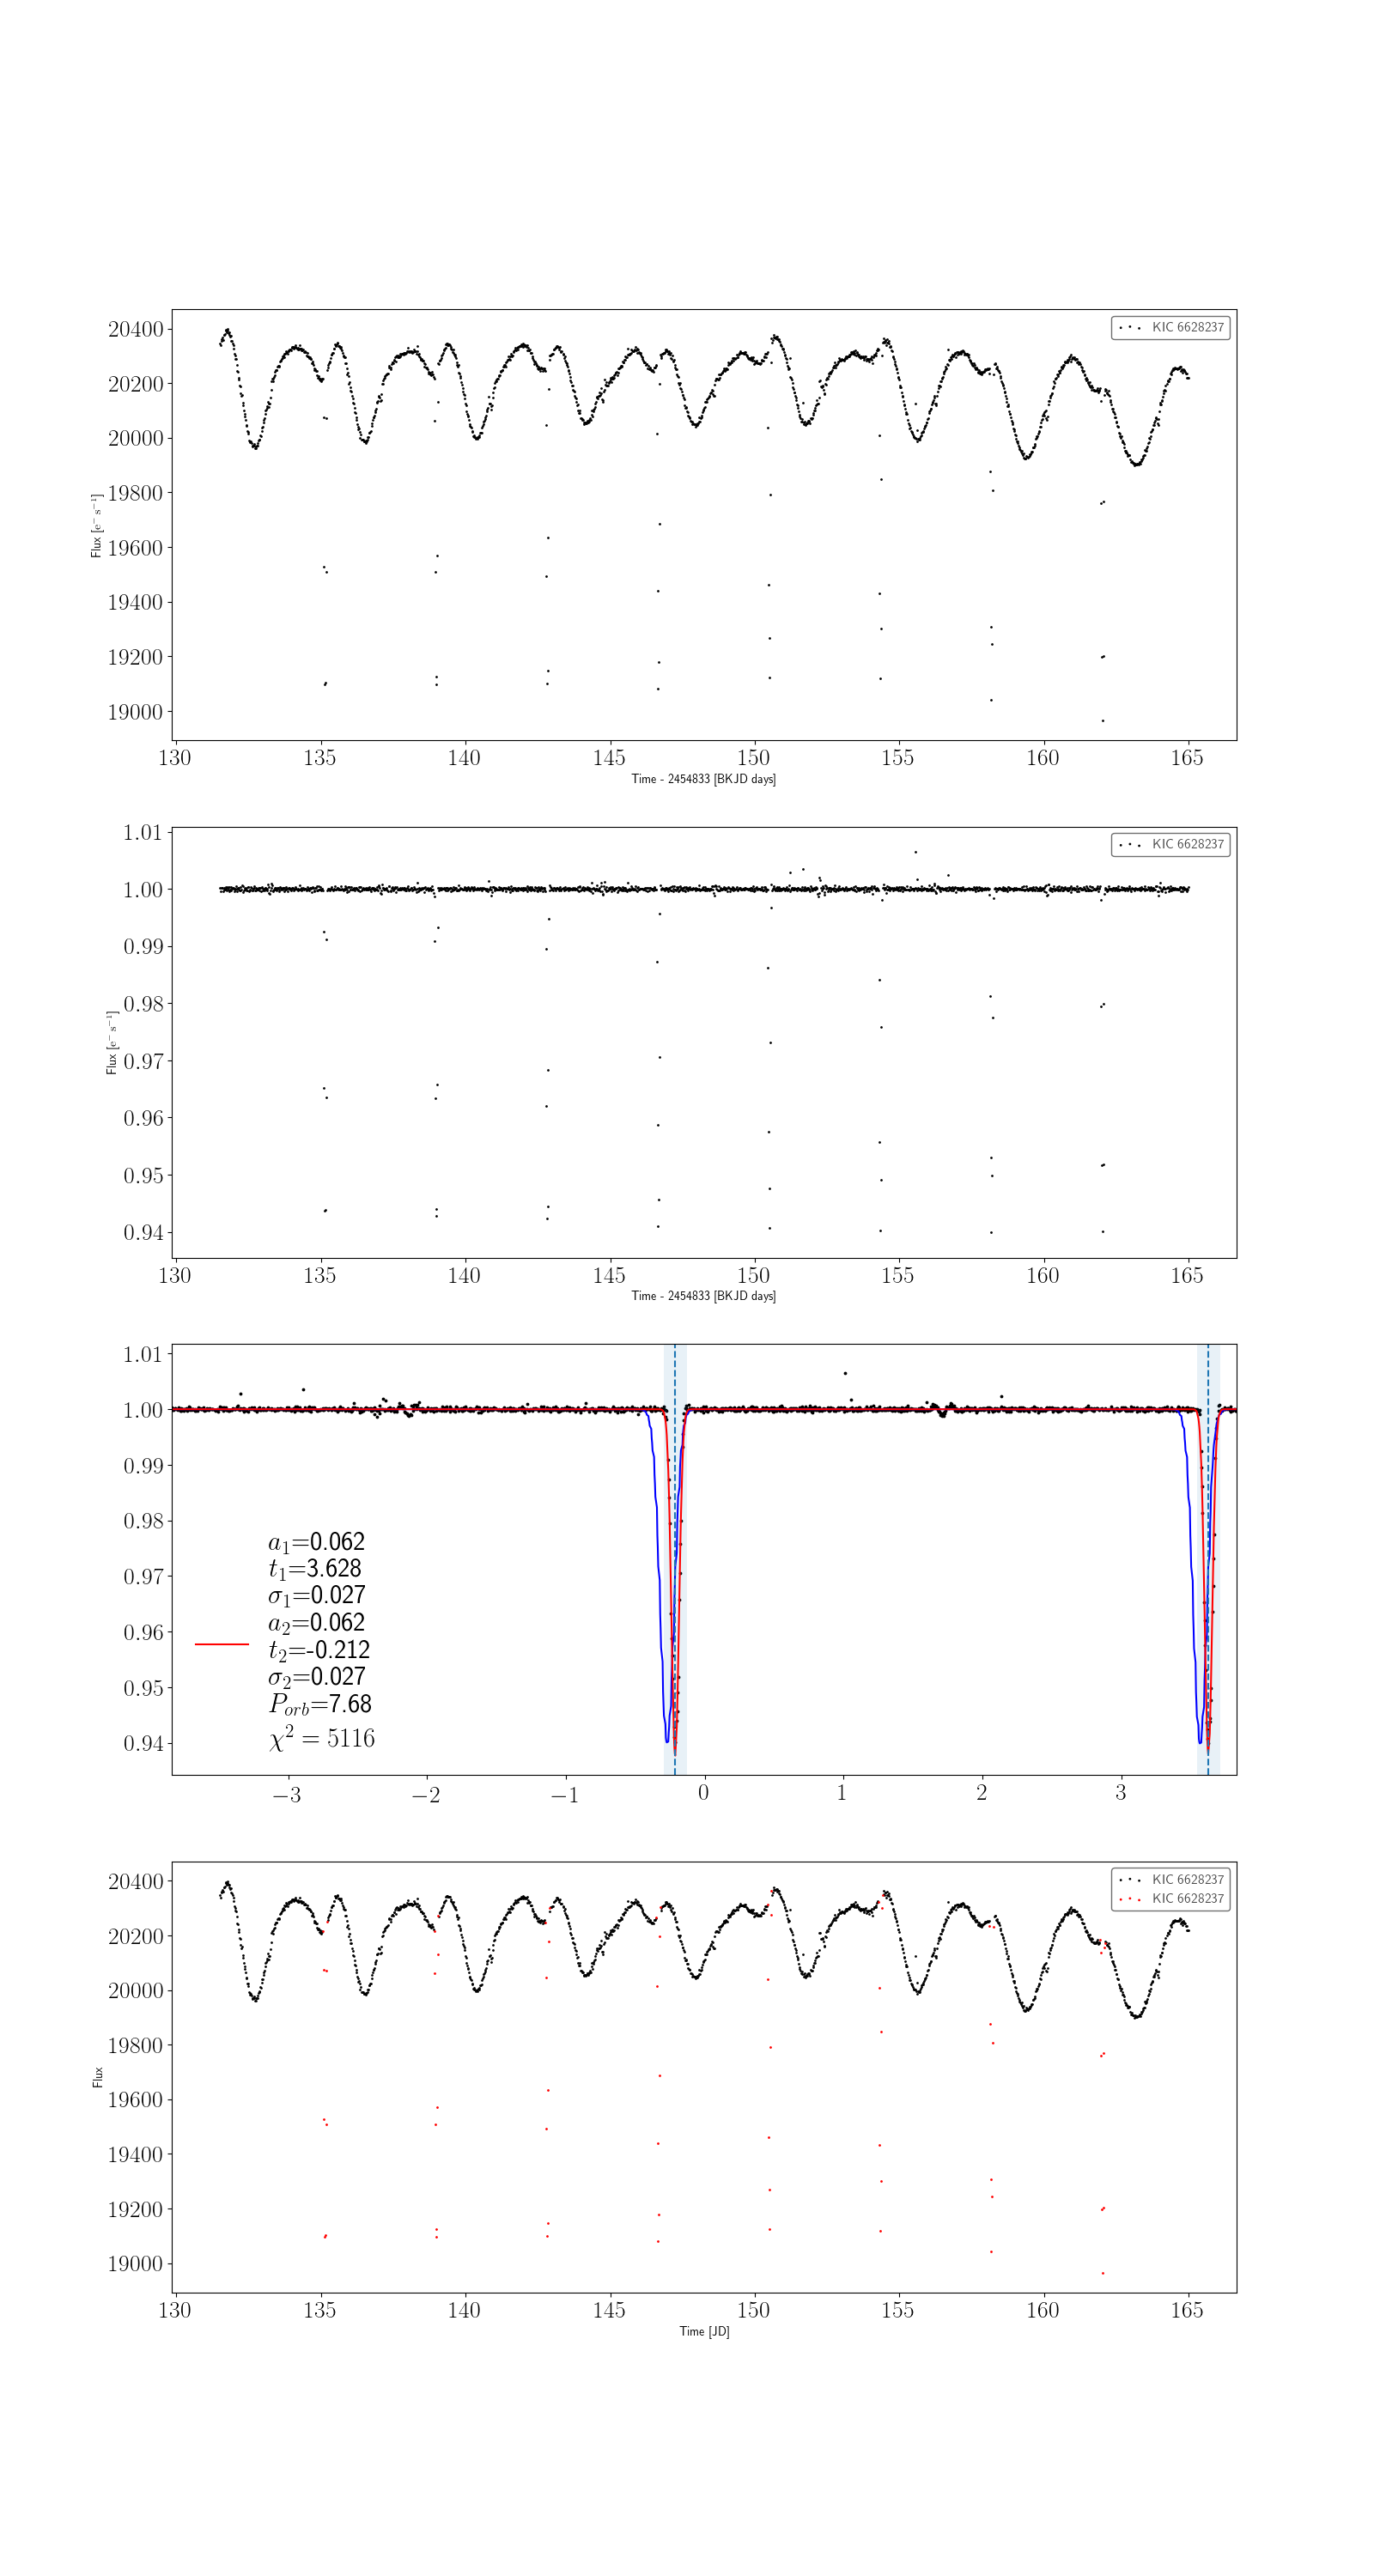 KIC 6628237
20400
20200
20000
19800
19600
19400
19200
19000
Flux [e⁻ s⁻¹]
130 135 140 145 150 155 160 165
Time - 2454833 [BKJD days]
KIC 6628237
1.01
1.00
0.99
0.98
0.97
0.96
0.95
0.94
Flux [e⁻ s⁻¹]
130 135 140 145 150 155 160 165
Time - 2454833 [BKJD days]
1.01
1.00
0.99
0.98
0.97
0.96
0.95
0.94
a₁=0.062
t₁=3.628
σ₁=0.027
a₂=0.062
t₂=-0.212
σ₂=0.027
P_{orb}=7.68
χ² = 5116
−3 −2 −1 0 1 2 3
KIC 6628237
KIC 6628237
20400
20200
20000
19800
19600
19400
19200
19000
Flux
130 135 140 145 150 155 160 165
Time [JD]